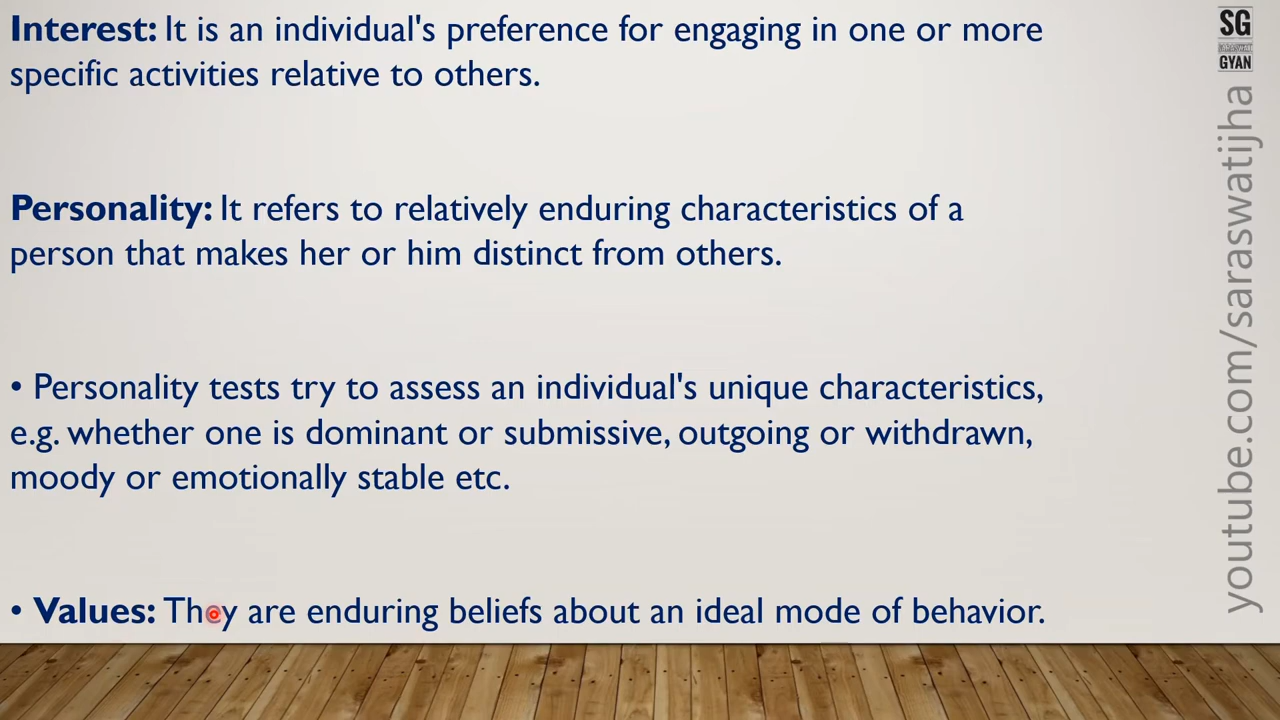 Interest: It is an individual's preference for engaging in one or more
specific activities relative to others.
Personality: It refers to relatively enduring characteristics of a
person that makes her or him distinct from others.
• Personality tests try to assess an individual's unique characteristics,
e.g. whether one is dominant or submissive, outgoing or withdrawn,
moody or emotionally stable etc.
• Values: They are enduring beliefs about an ideal mode of behavior.
SG
GYAN
youtube.com/saraswatijha